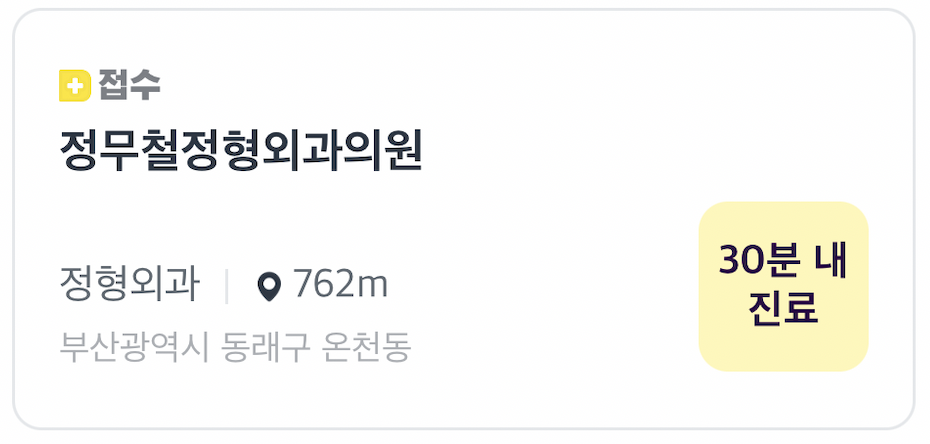 접수
정무철정형외과의원
정형외과 | 762m
부산광역시 동래구 온천동
30분 내
진료